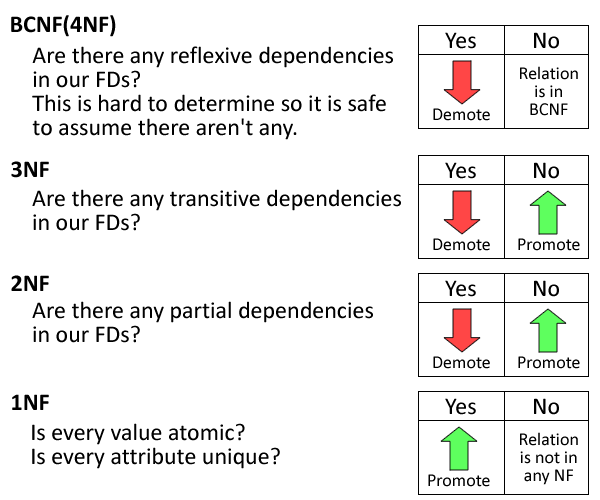 BCNF(4NF)
Are there any reflexive dependencies
in our FDs?
This is hard to determine so it is safe
to assume there aren't any.
Yes No
Demote
Relation
is in
BCNF
3NF
Are there any transitive dependencies
in our FDs?
Yes No
Demote Promote
2NF
Are there any partial dependencies
in our FDs?
Yes No
Demote Promote
1NF
Is every value atomic?
Is every attribute unique?
Yes No
Promote
Relation
is not in
any NF